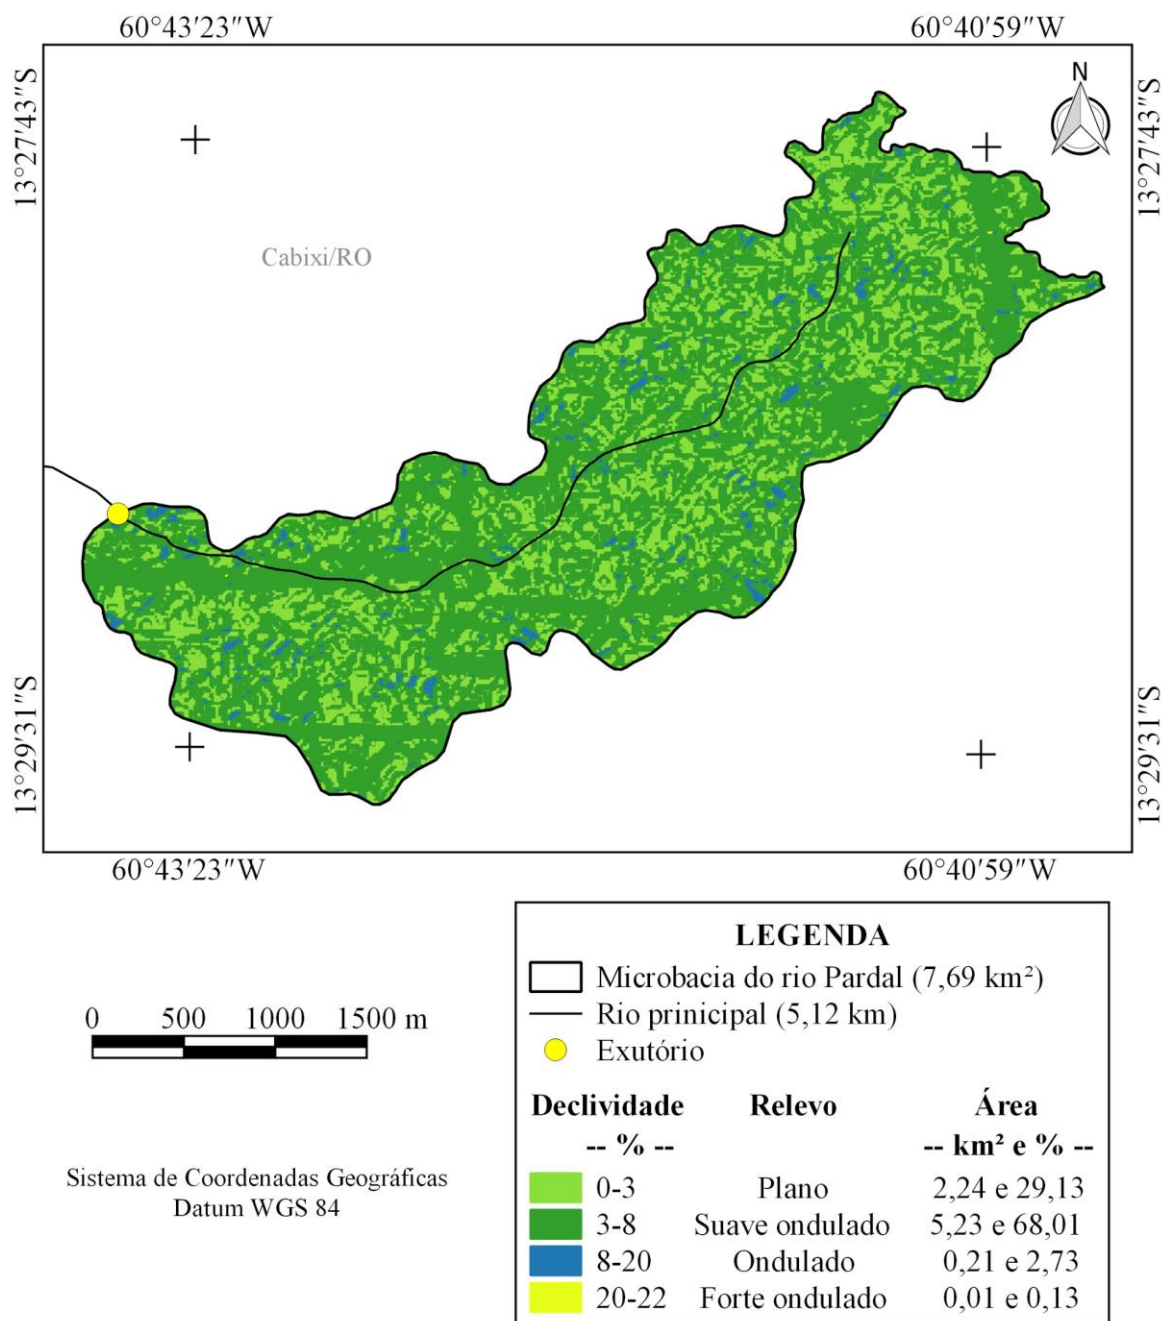 60°43′23″W 60°40′59″W
N
13°27′43″S 13°27′43″S
Cabixi/RO
13°29′31″S 13°29′31″S
60°43′23″W 60°40′59″W
LEGENDA
Microbacia do rio Pardal (7,69 km²)
Rio prinicipal (5,12 km)
Exutório
0 500 1000 1500 m
Sistema de Coordenadas Geográficas
Datum WGS 84
Declividade Relevo Área
-- % -- -- km² e % --
0-3 Plano 2,24 e 29,13
3-8 Suave ondulado 5,23 e 68,01
8-20 Ondulado 0,21 e 2,73
20-22 Forte ondulado 0,01 e 0,13